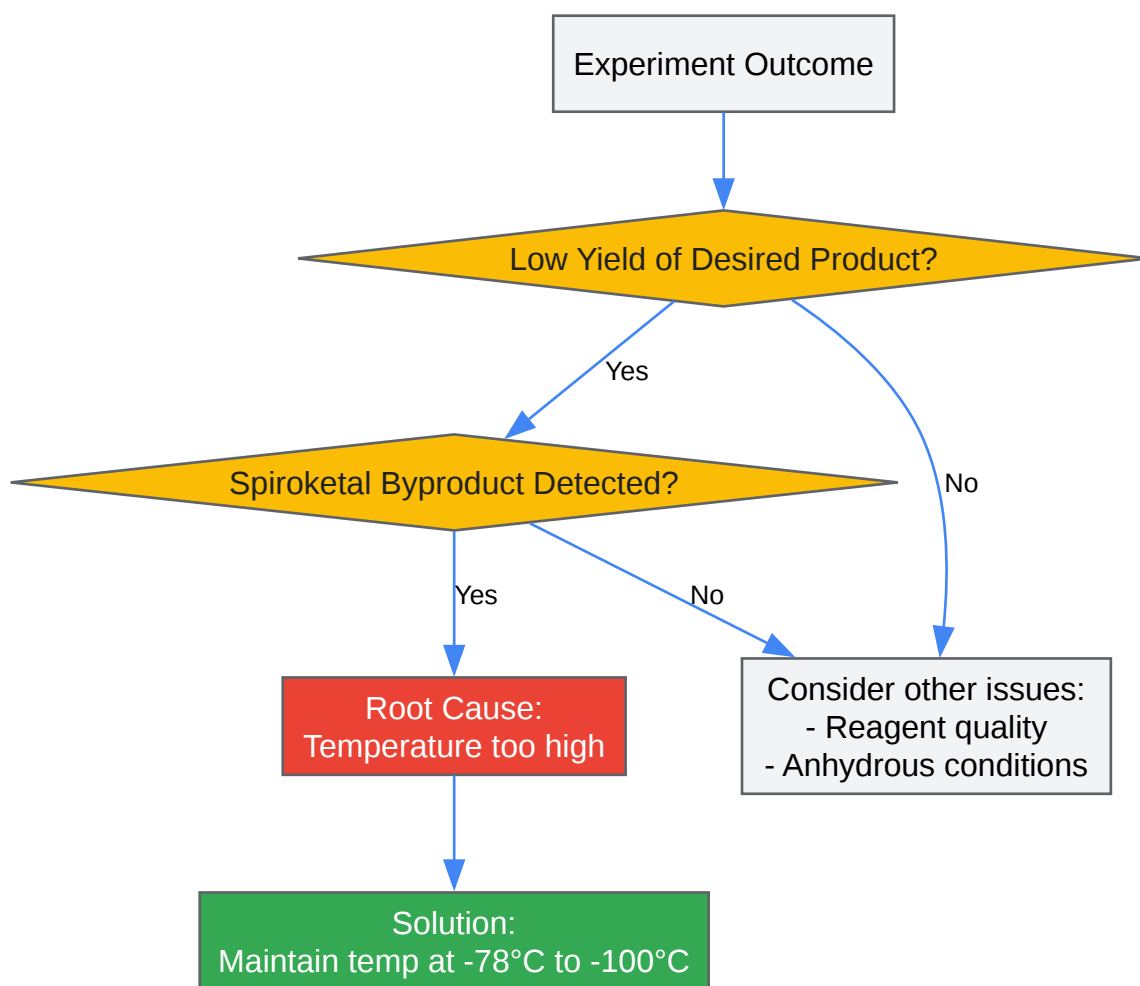 Experiment Outcome
Low Yield of Desired Product?
Yes
No
Spiroketal Byproduct Detected?
Yes
No
Root Cause:
Temperature too high
Consider other issues:
- Reagent quality
- Anhydrous conditions
Solution:
Maintain temp at -78°C to -100°C